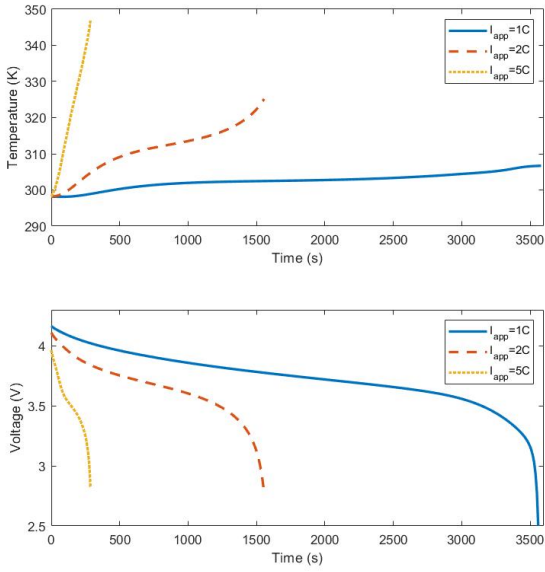 350
340
330
320
310
300
290
Temperature (K)
I_app=1C
I_app=2C
I_app=5C
0 500 1000 1500 2000 2500 3000 3500
Time (s)
4
3.5
3
2.5
Voltage (V)
I_app=1C
I_app=2C
I_app=5C
0 500 1000 1500 2000 2500 3000 3500
Time (s)